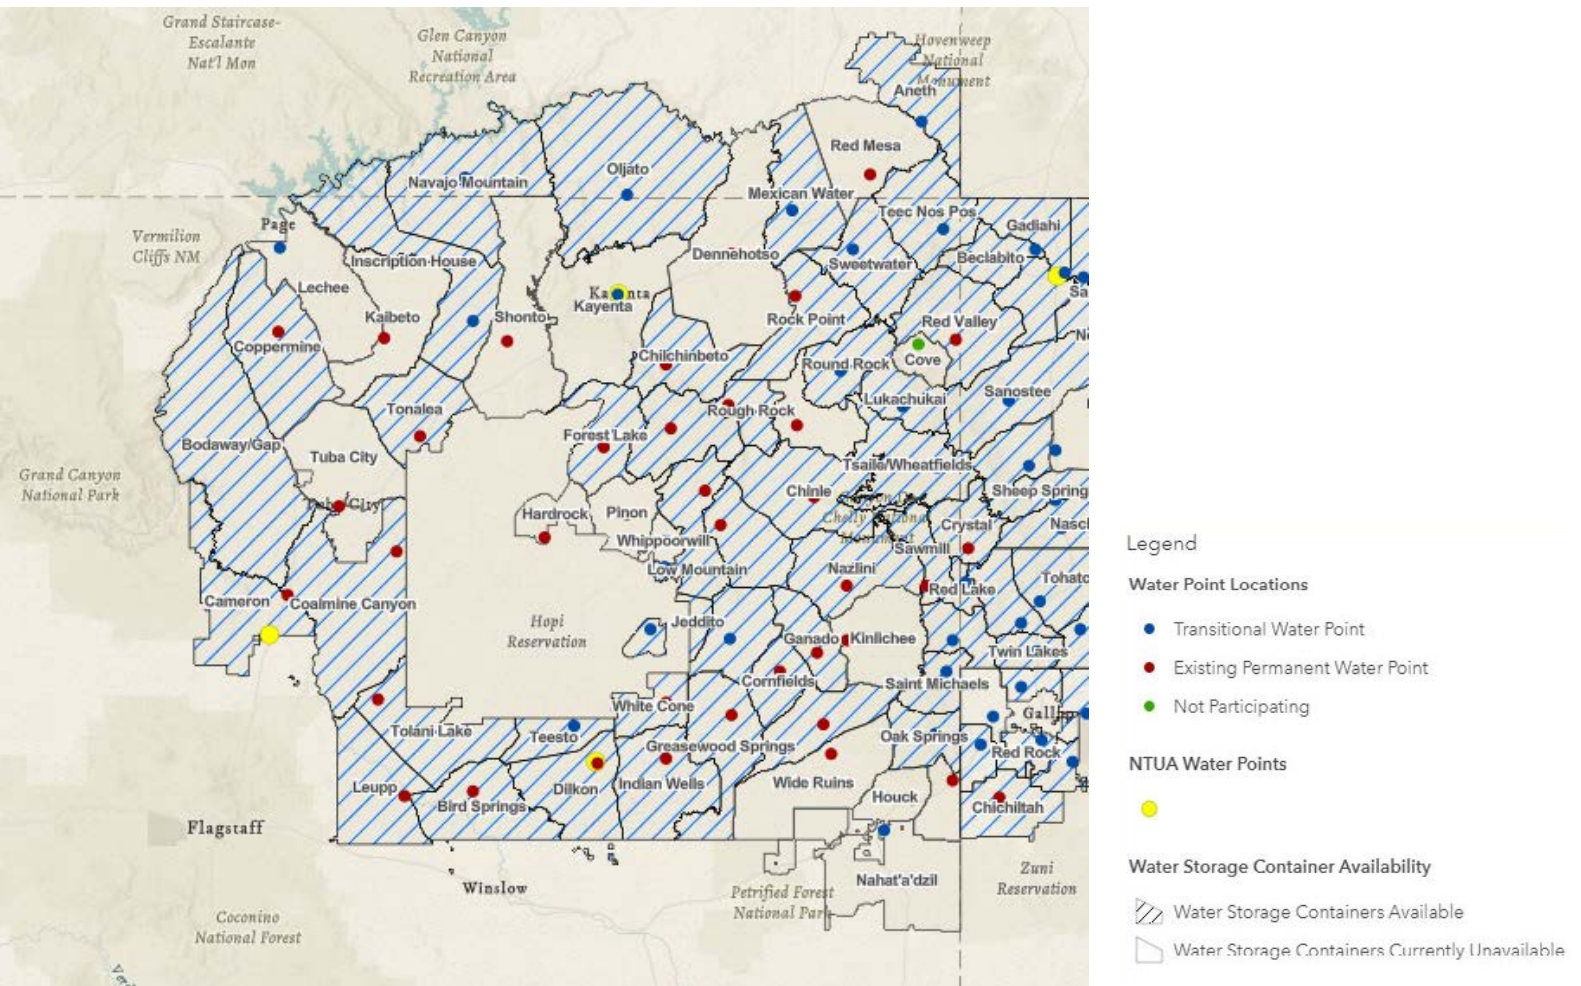 Grand Staircase-
Escalante
Nat'l Mon
Glen Canyon
National
Recreation Area
Hovenweep
National
Monument
Aneth
Red Mesa
Oljato
Navajo Mountain
Mexican Water
Teec Nos Pos
Gadiahi
Page
Vermilion
Cliffs NM
Inscription House
Dennehotso
Sweetwater
Beclabito
Lechee
Kayenta
Sa
Kaibeto
Shonto
Rock Point
Red Valley
Coppermine
Chilchinbeto
Round Rock
Cove
Lukachukai
Sanostee
Tonalea
Rough Rock
Bodaway/Gap
Forest Lake
Tuba City
Tsaile/Wheatfields
Grand Canyon
National Park
Chinle
Sheep Spring
Tuba City
Hardrock
Pinon
Crystal
Nasch
Whippoorwill
Sawmill
Low Mountain
Nazlini
Red Lake
Tohatc
Cameron
Coalmine Canyon
Hopi
Reservation
Jeddito
Ganado
Kinlichee
Twin Lakes
Cornfields
Saint Michaels
White Cone
Tolani Lake
Teesto
Greasewood Springs
Oak Springs
Red Rock
Leupp
Bird Springs
Dilkon
Indian Wells
Wide Ruins
Houck
Chichiltah
Flagstaff
Winslow
Petrified Forest
National Park
Nahat'a'dzil
Zuni
Reservation
Coconino
National Forest
Legend
Water Point Locations
Transitional Water Point
Existing Permanent Water Point
Not Participating
NTUA Water Points
Water Storage Container Availability
Water Storage Containers Available
Water Storage Containers Currently Unavailable